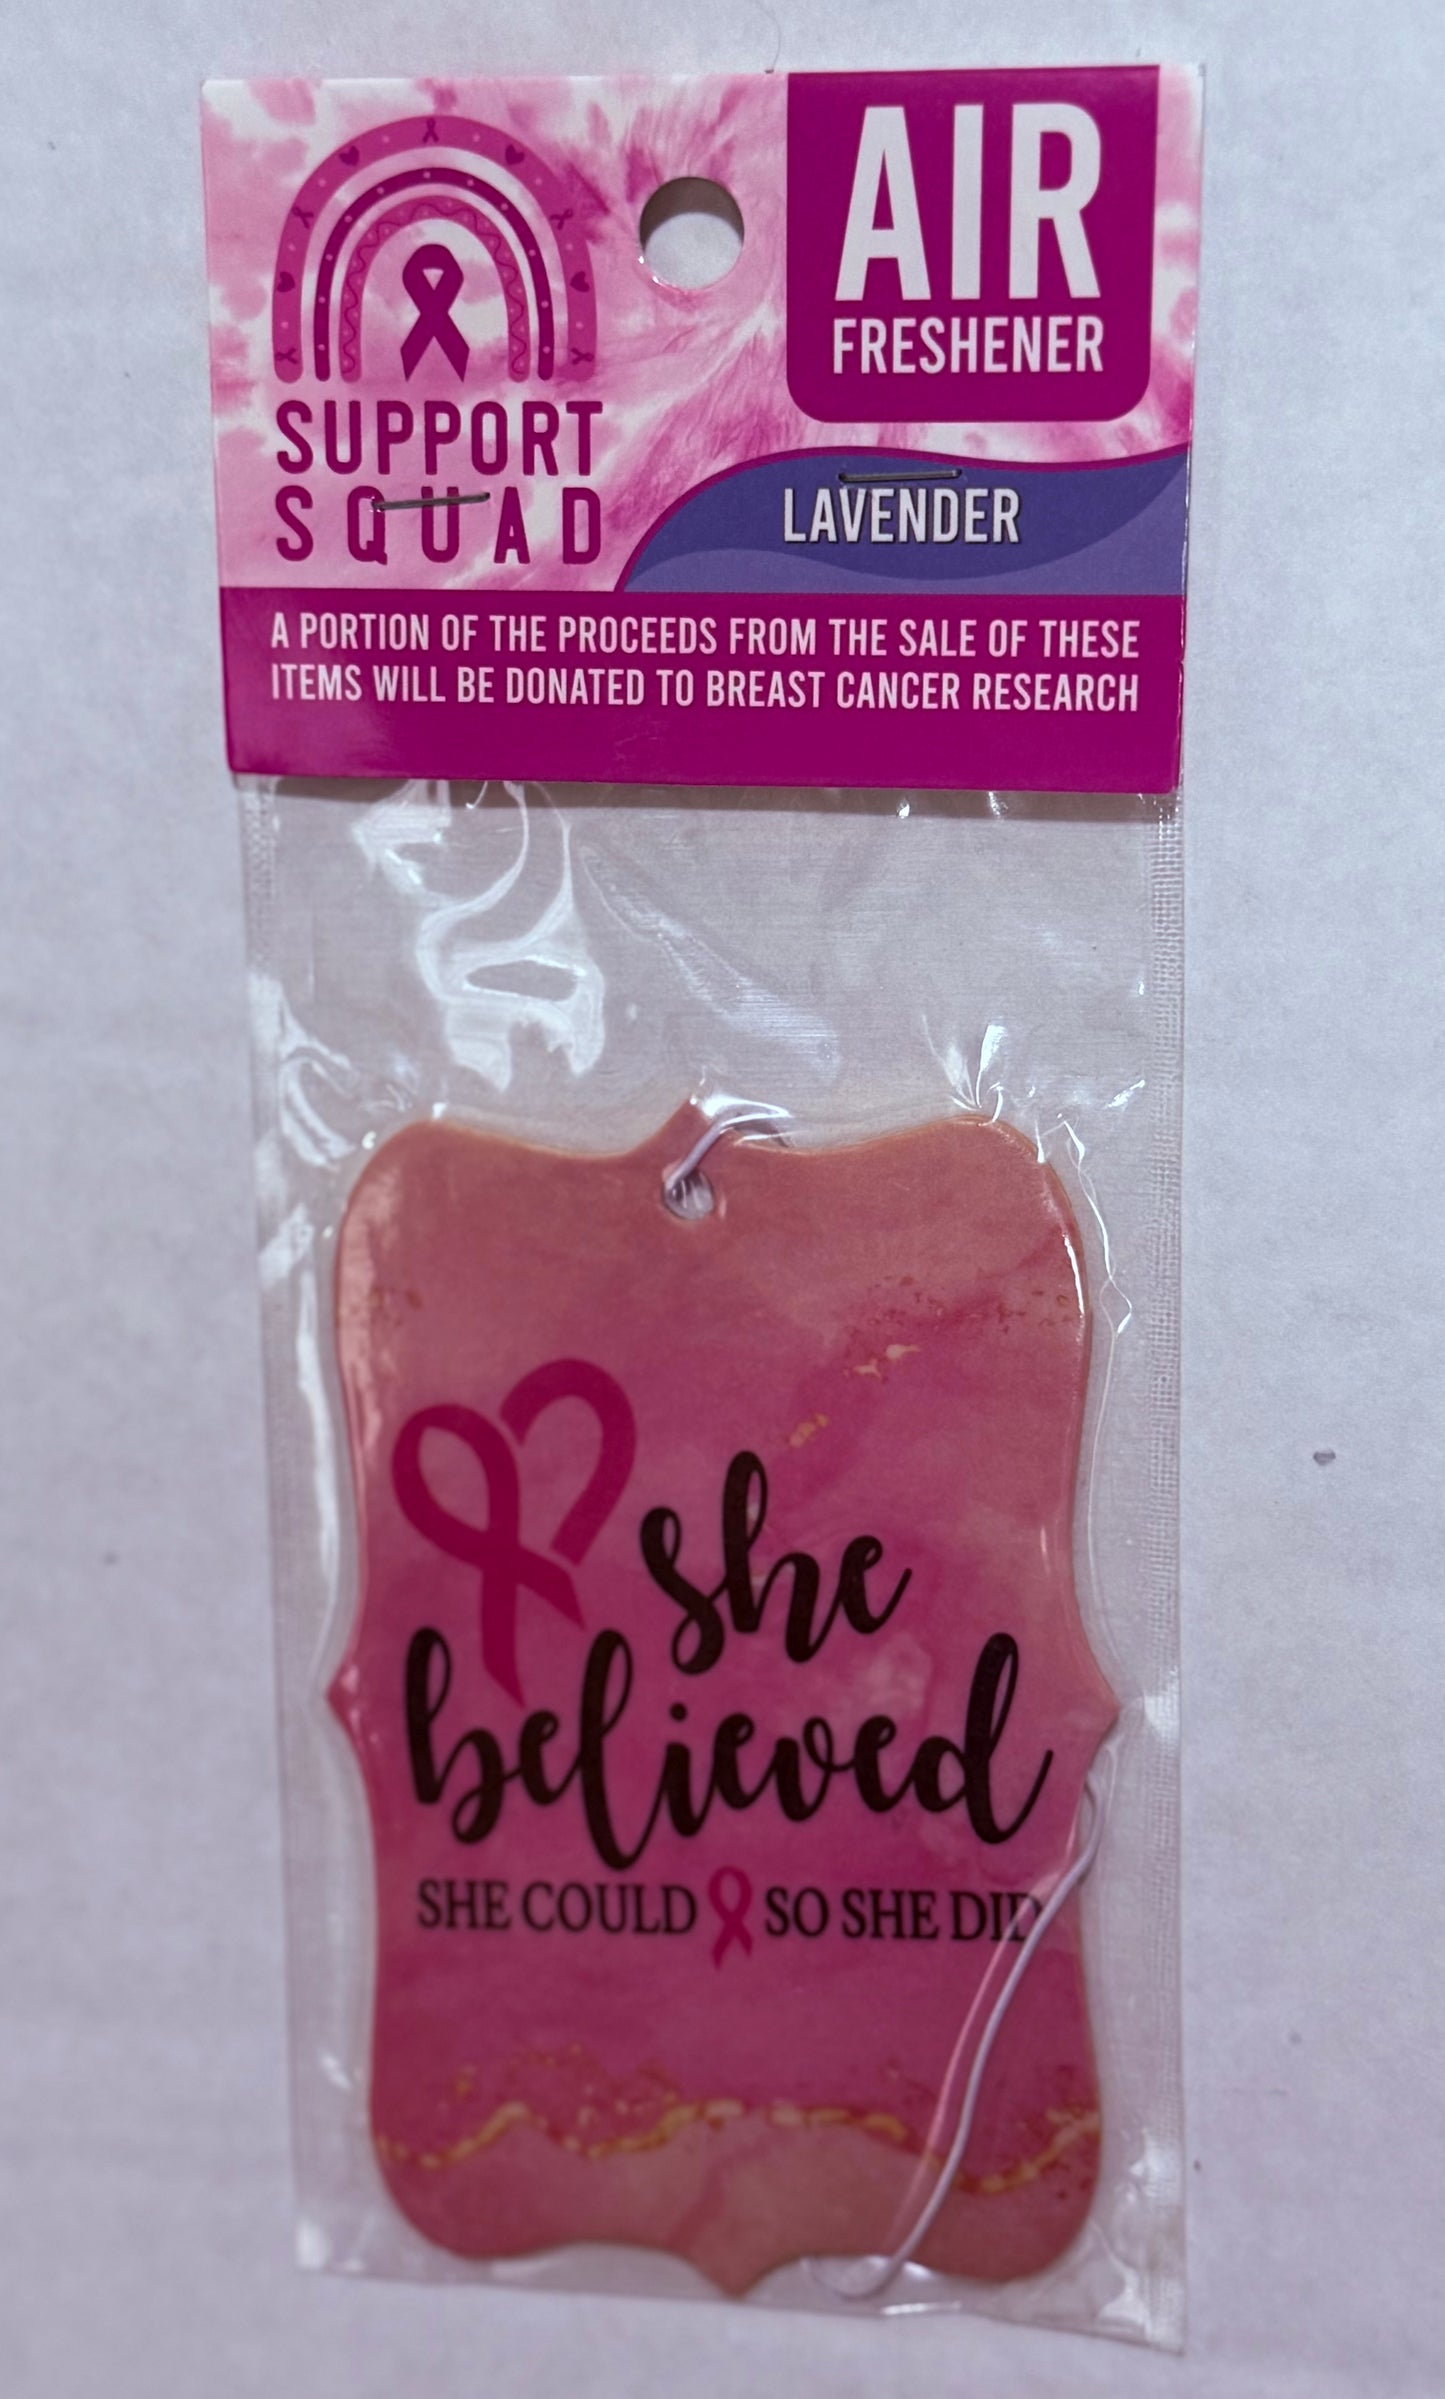 SUPPORT
SQUAD
AIR
FRESHENER
LAVENDER
A PORTION OF THE PROCEEDS FROM THE SALE OF THESE
ITEMS WILL BE DONATED TO BREAST CANCER RESEARCH
she
believed
SHE COULD SO SHE DID